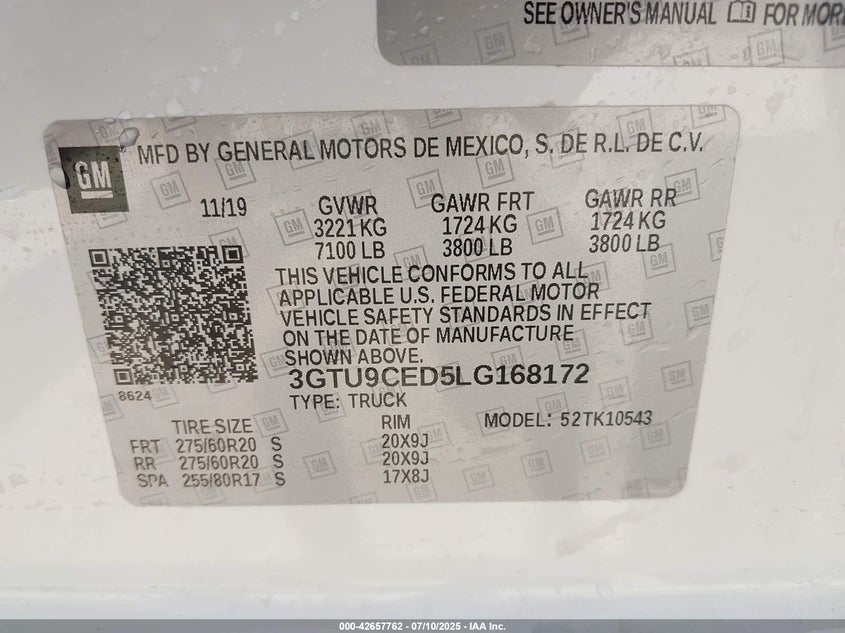 SEE OWNER'S MANUAL FOR MOR
GM MFD BY GENERAL MOTORS DE MEXICO, S. DE R.L. DE C.V.
11/19 GVWR GAWR FRT GAWR RR
3221 KG 1724 KG 1724 KG
7100 LB 3800 LB 3800 LB
THIS VEHICLE CONFORMS TO ALL
APPLICABLE U.S. FEDERAL MOTOR
VEHICLE SAFETY STANDARDS IN EFFECT
ON THE DATE OF MANUFACTURE
SHOWN ABOVE.
3GTU9CED5LG168172
8624
TYPE: TRUCK
TIRE SIZE RIM MODEL: 52TK10543
FRT 275/60R20 S 20X9J
RR 275/60R20 S 20X9J
SPA 255/80R17 S 17X8J
000-42657762 - 07/10/2025 - IAA Inc.